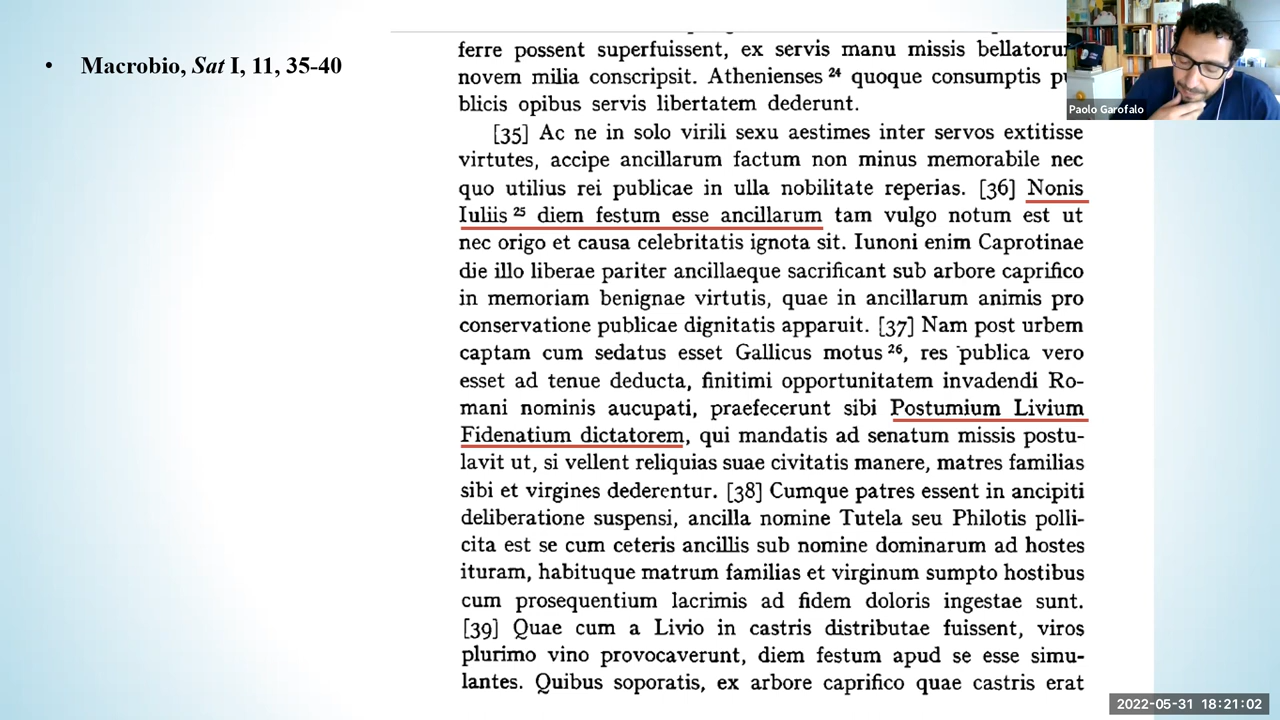 • Macrobio, Sat I, 11, 35-40
ferre possent superfuissent, ex servis manu missis
novem milia conscripsit. Athenienses ²⁴ quoque consumptis
blicis opibus servis libertatem dederunt.
[35] Ac ne in solo virili sexu aestimes inter servos extitisse
virtutes, accipe ancillarum factum non minus memorabile nec
quo utilius rei publicae in ulla nobilitate reperias. [36] Nonis
Iuliis ²⁵ diem festum esse ancillarum tam vulgo notum est ut
nec origo et causa celebritatis ignota sit. Iunoni enim Caprotinae
die illo liberae pariter ancillaeque sacrificant sub arbore caprifico
in memoriam benignae virtutis, quae in ancillarum animis pro
conservatione publicae dignitatis apparuit. [37] Nam post urbem
captam cum sedatus esset Gallicus motus ²⁶, res publica vero
esset ad tenue deducta, finitimi opportunitatem invadendi Ro-
mani nominis aucupati, praefecerunt sibi Postumium Livium
Fidenatium dictatorem, qui mandatis ad senatum missis postu-
lavit ut, si vellent reliquias suae civitatis manere, matres familias
sibi et virgines dederentur. [38] Cumque patres essent in ancipiti
deliberatione suspensi, ancilla nomine Tutela seu Philotis polli-
cita est se cum ceteris ancillis sub nomine dominarum ad hostes
ituram, habituque matrum familias et virginum sumpto hostibus
cum prosequentium lacrimis ad fidem doloris ingestae sunt.
[39] Quae cum a Livio in castris distributae fuissent, viros
plurimo vino provocaverunt, diem festum apud se esse simu-
lantes. Quibus soporatis, ex arbore caprifico quae castris erat
Paolo Garofalo
2022-05-31 18:21:02